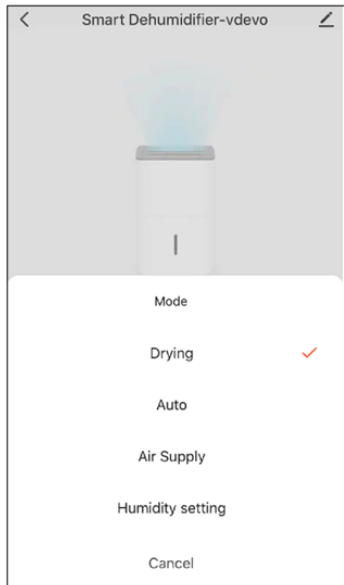 Smart Dehumidifier-vdevo
Mode
Drying
Auto
Air Supply
Humidity setting
Cancel